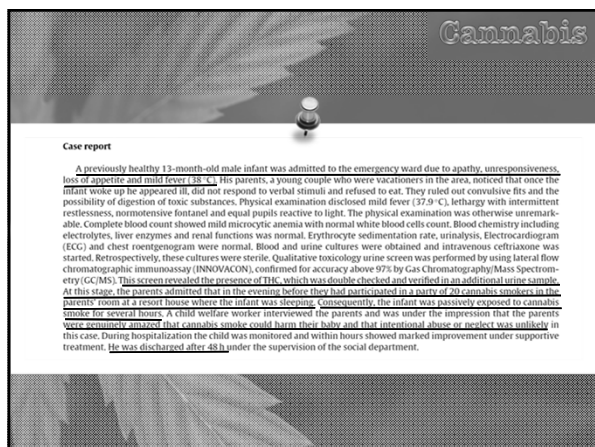 Cannabis
Case report
A previously healthy 13-month-old male infant was admitted to the emergency ward due to apathy, unresponsiveness,
loss of appetite and mild fever (38 °C). His parents, a young couple who were vacationers in the area, noticed that once the
infant woke up he appeared ill, did not respond to verbal stimuli and refused to eat. They ruled out convulsive fits and the
possibility of digestion of toxic substances. Physical examination disclosed mild fever (37.9 °C), lethargy with intermittent
restlessness, normotensive fontanel and equal pupils reactive to light. The physical examination was otherwise unremark-
able. Complete blood count showed mild microcytic anemia with normal white blood cells count. Blood chemistry including
electrolytes, liver enzymes and renal functions was normal. Erythrocyte sedimentation rate, urinalysis, Electrocardiogram
(ECG) and chest roentgenogram were normal. Blood and urine cultures were obtained and intravenous ceftriaxone was
started. Retrospectively, these cultures were sterile. Qualitative toxicology urine screen was performed by using lateral flow
chromatographic immunoassay (INNOVACON), confirmed for accuracy above 97% by Gas Chromatography/Mass Spectrom-
etry (GC/MS). This screen revealed the presence of THC, which was double checked and verified in an additional urine sample.
At this stage, the parents admitted that in the evening before they had participated in a party of 20 cannabis smokers in the
parents' room at a resort house where the infant was sleeping. Consequently, the infant was passively exposed to cannabis
smoke for several hours. A child welfare worker interviewed the parents and was under the impression that the parents
were genuinely amazed that cannabis smoke could harm their baby and that intentional abuse or neglect was unlikely in
this case. During hospitalization the child was monitored and within hours showed marked improvement under supportive
treatment. He was discharged after 48 h under the supervision of the social department.